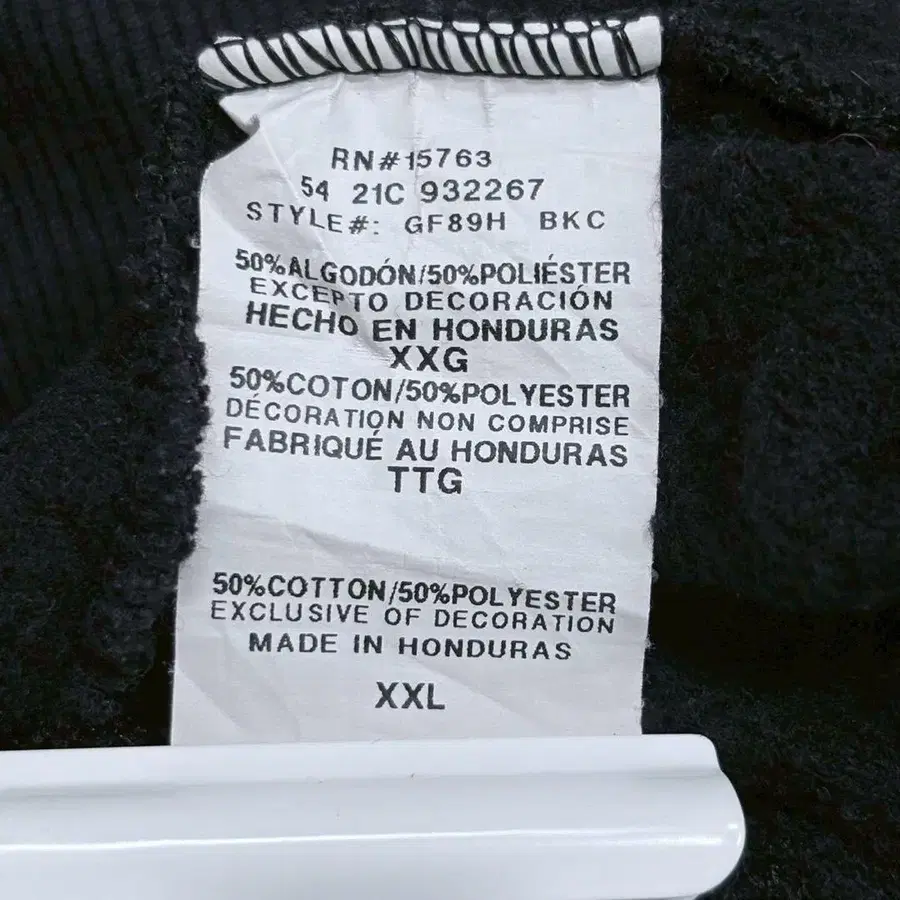 RN#15763
54 21C 932267
STYLE#: GF89H BKC
50%ALGODÓN/50%POLIÉSTER
EXCEPTO DECORACIÓN
HECHO EN HONDURAS
XXG
50%COTON/50%POLYESTER
DÉCORATION NON COMPRISE
FABRIQUÉ AU HONDURAS
TTG
50%COTTON/50%POLYESTER
EXCLUSIVE OF DECORATION
MADE IN HONDURAS
XXL